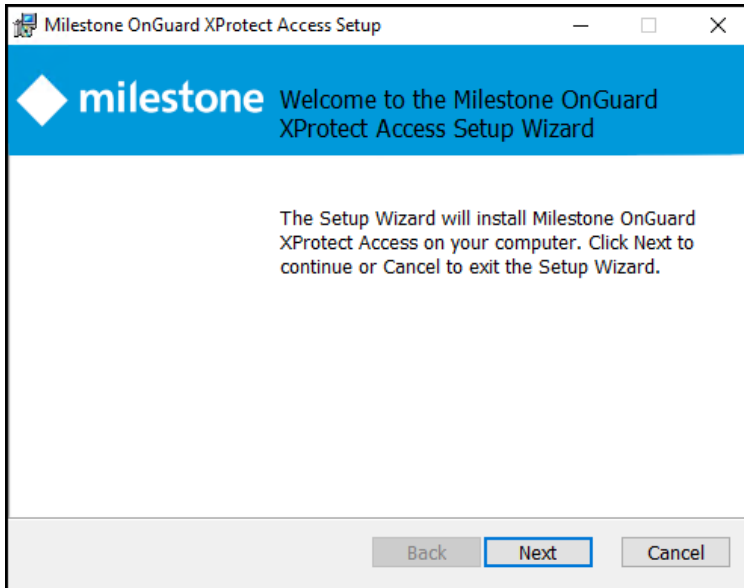 Milestone OnGuard XProtect Access Setup
milestone
Welcome to the Milestone OnGuard
XProtect Access Setup Wizard
The Setup Wizard will install Milestone OnGuard
XProtect Access on your computer. Click Next to
continue or Cancel to exit the Setup Wizard.
Back
Next
Cancel